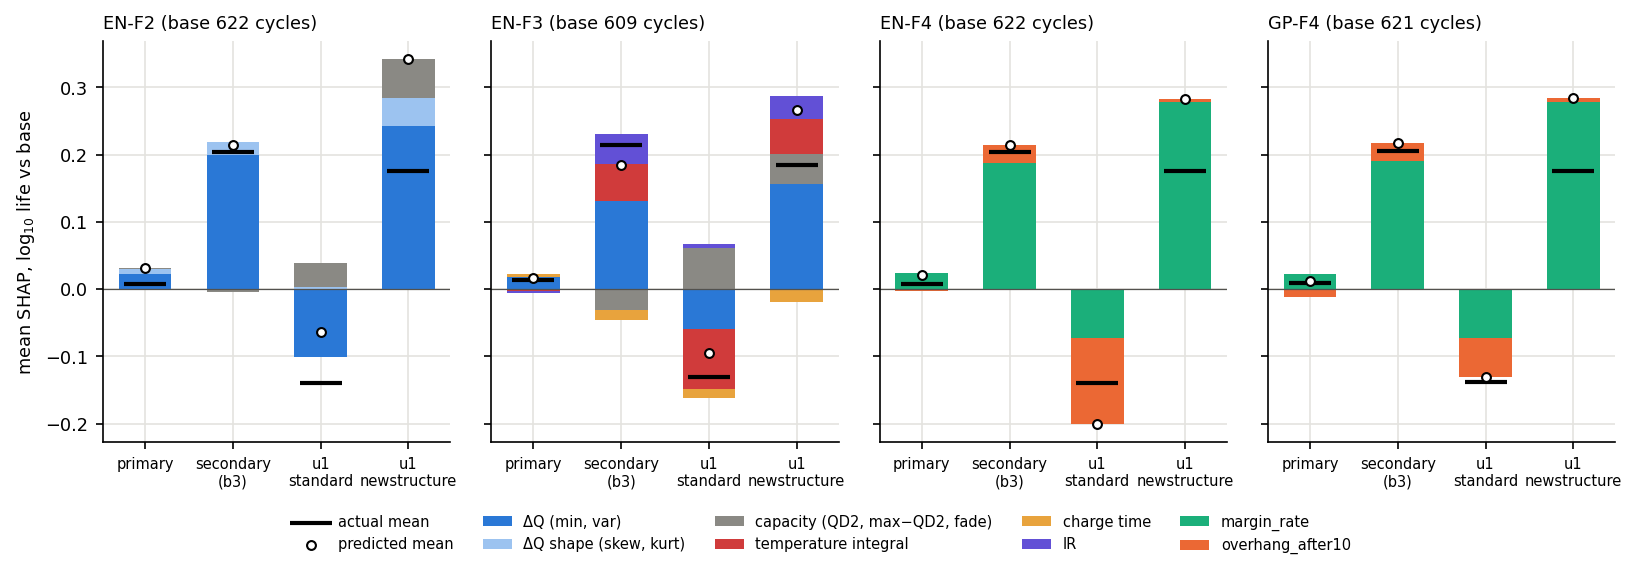 EN-F2 (base 622 cycles)
EN-F3 (base 609 cycles)
EN-F4 (base 622 cycles)
GP-F4 (base 621 cycles)
mean SHAP, log₁₀ life vs base
0.3
0.2
0.1
0.0
−0.1
−0.2
primary
secondary
(b3)
u1
standard
u1
newstructure
primary
secondary
(b3)
u1
standard
u1
newstructure
primary
secondary
(b3)
u1
standard
u1
newstructure
primary
secondary
(b3)
u1
standard
u1
newstructure
actual mean
predicted mean
ΔQ (min, var)
ΔQ shape (skew, kurt)
capacity (QD2, max−QD2, fade)
temperature integral
charge time
IR
margin_rate
overhang_after10